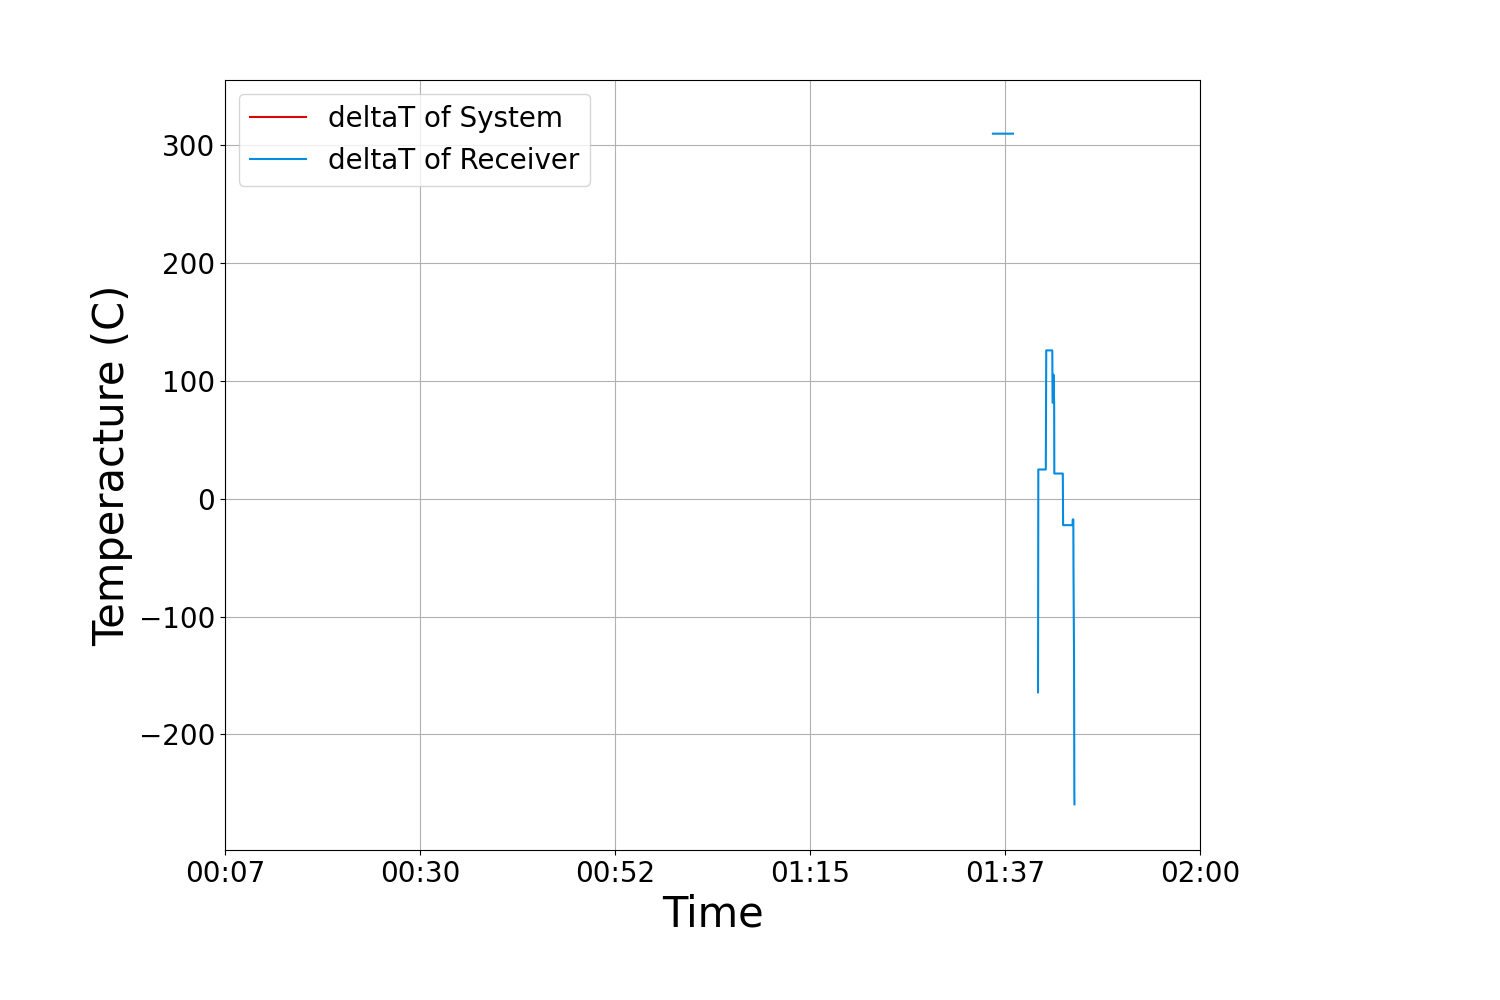 deltaT of System
deltaT of Receiver
300
200
100
0
−100
−200
Temperacture (C)
00:07 00:30 00:52 01:15 01:37 02:00
Time